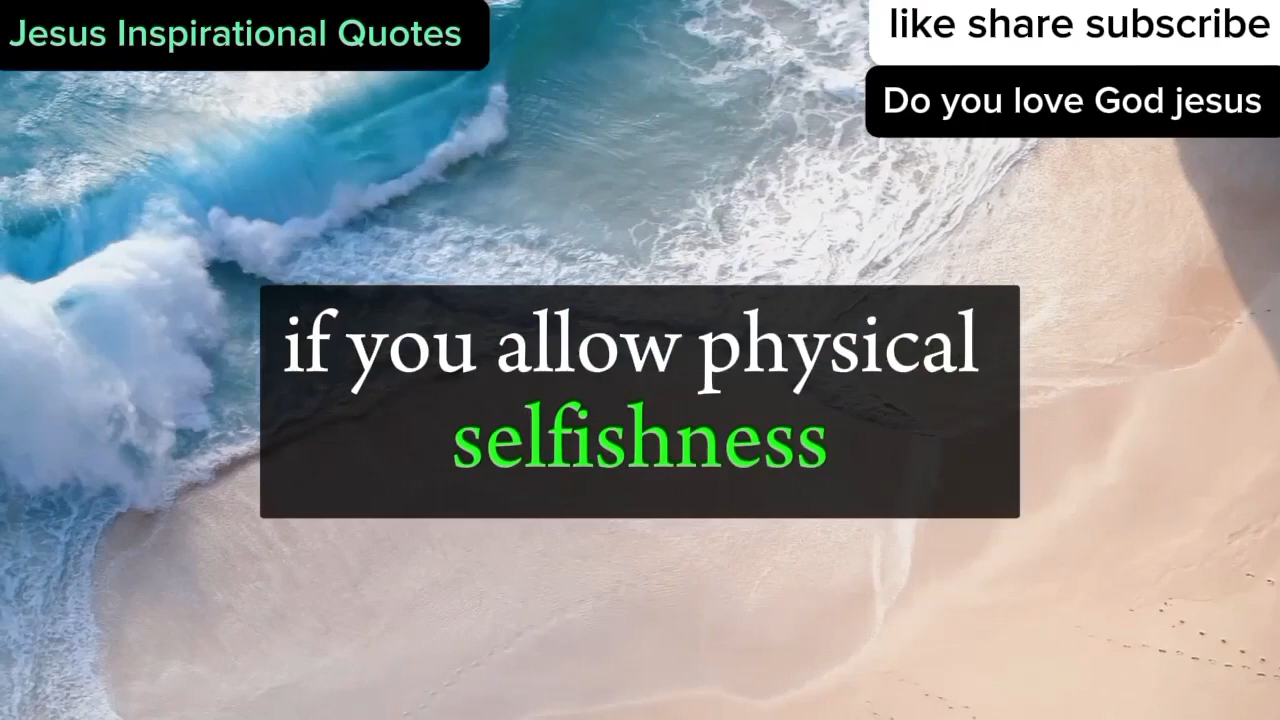 Jesus Inspirational Quotes
like share subscribe
Do you love God jesus
if you allow physical
selfishness